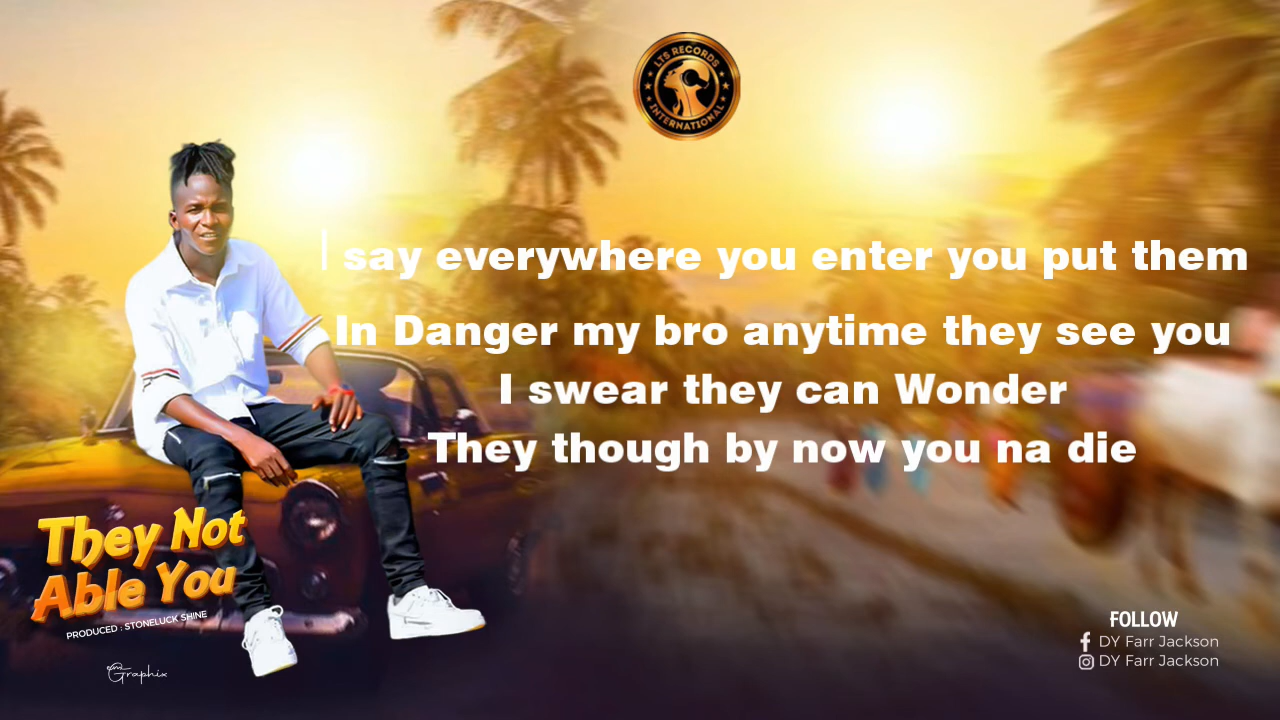 LTS RECORDS
INTERNATIONAL
I say everywhere you enter you put them
In Danger my bro anytime they see you
I swear they can Wonder
They though by now you na die
They Not
Able You
PRODUCED : STONELUCK SHINE
Graphix
FOLLOW
DY Farr Jackson
DY Farr Jackson